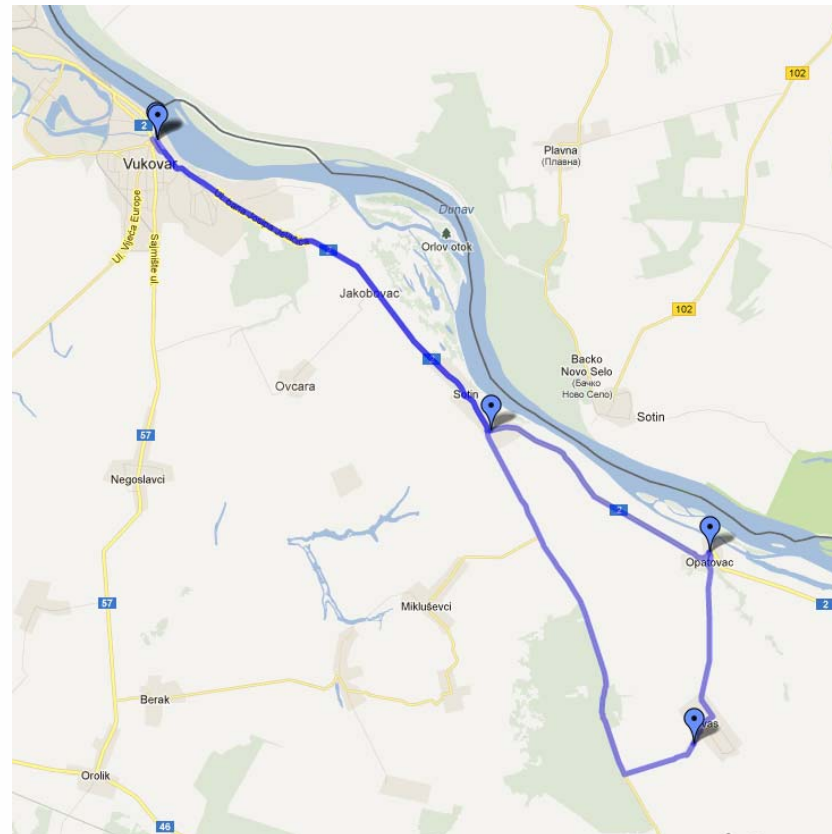 102
2
Vukovar
Plavna
(Плавна)
Ul. Vijeća Europe
Sajmište ul.
Dunav
Orlov otok
Jakobovac
102
Backo
Novo Selo
(Бачко
Ново Село)
Ovcara
Sotin
Sotin
57
Negoslavci
2
Opatovac
57
Mikluševci
2
Berak
Orolik
46